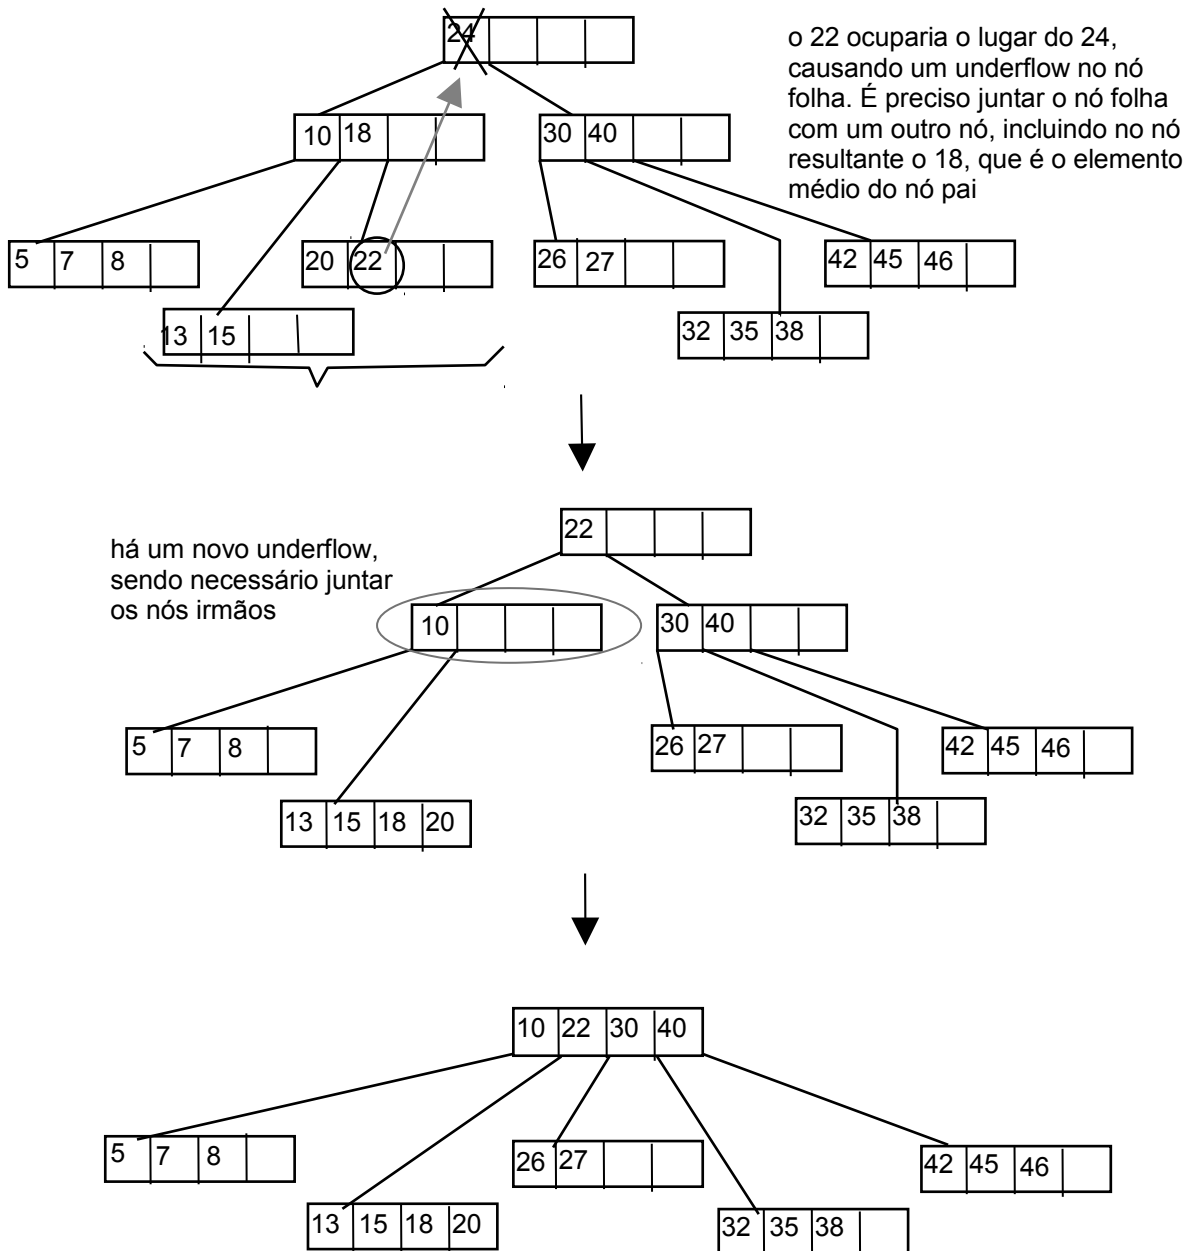 24
o 22 ocuparia o lugar do 24,
causando um underflow no nó
folha. É preciso juntar o nó folha
com um outro nó, incluindo no nó
resultante o 18, que é o elemento
médio do nó pai
10 18
30 40
5 7 8
20 22
26 27
42 45 46
13 15
32 35 38
22
há um novo underflow,
sendo necessário juntar
os nós irmãos
10
30 40
5 7 8
26 27
42 45 46
13 15 18 20
32 35 38
10 22 30 40
5 7 8
26 27
42 45 46
13 15 18 20
32 35 38